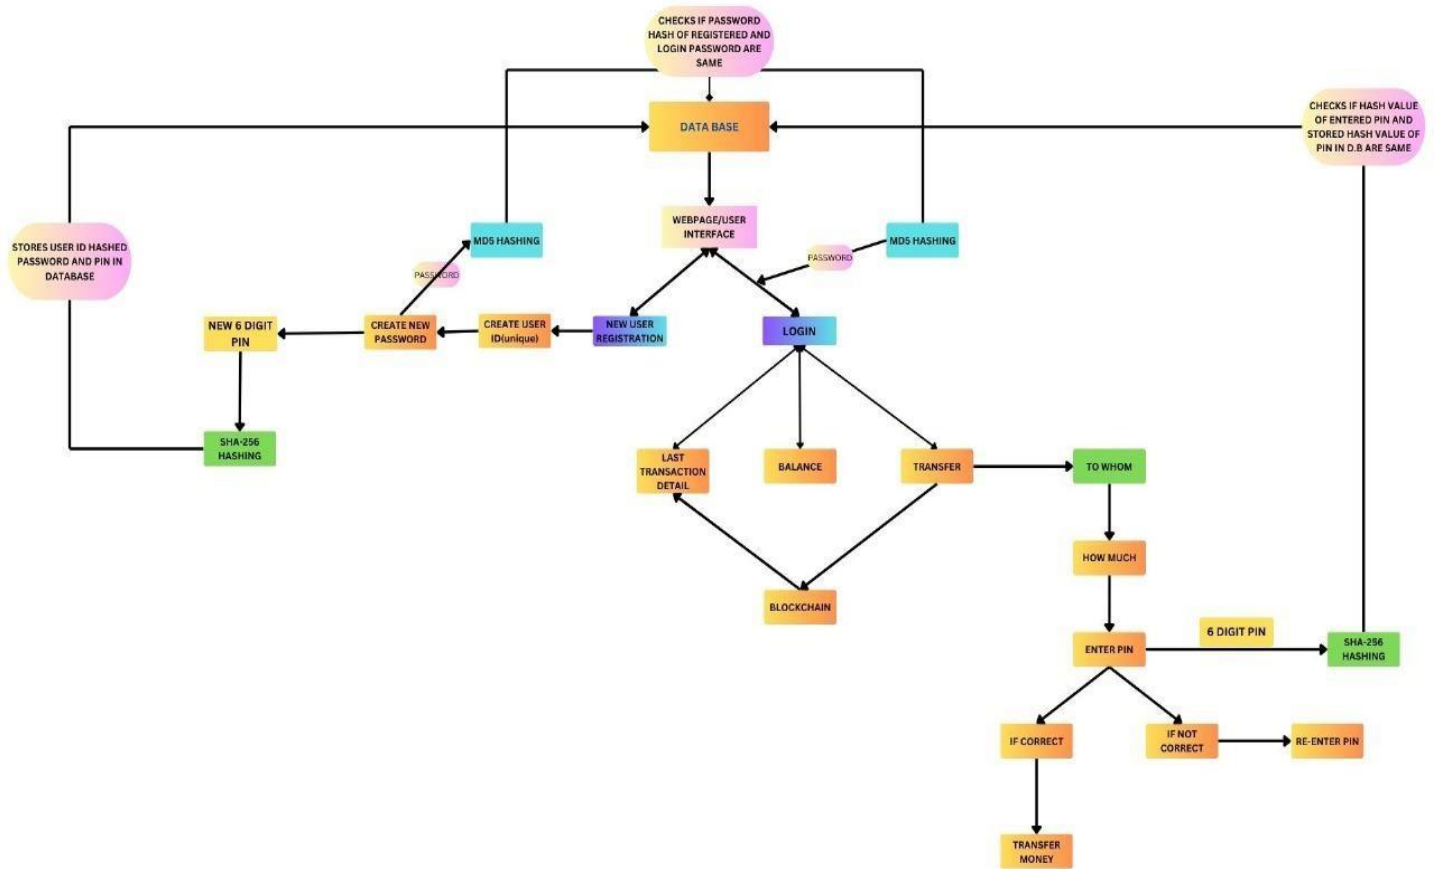 CHECKS IF PASSWORD
HASH OF REGISTERED AND
LOGIN PASSWORD ARE
SAME
DATA BASE
CHECKS IF HASH VALUE
OF ENTERED PIN AND
STORED HASH VALUE OF
PIN IN D.B ARE SAME
STORES USER ID HASHED
PASSWORD AND PIN IN
DATABASE
MD5 HASHING
WEBPAGE/USER
INTERFACE
MD5 HASHING
PASSWORD
PASSWORD
NEW 6 DIGIT
PIN
CREATE NEW
PASSWORD
CREATE USER
ID(unique)
NEW USER
REGISTRATION
LOGIN
SHA-256
HASHING
LAST
TRANSACTION
DETAIL
BALANCE
TRANSFER
TO WHOM
HOW MUCH
BLOCKCHAIN
ENTER PIN
6 DIGIT PIN
SHA-256
HASHING
IF CORRECT
IF NOT
CORRECT
RE-ENTER PIN
TRANSFER
MONEY